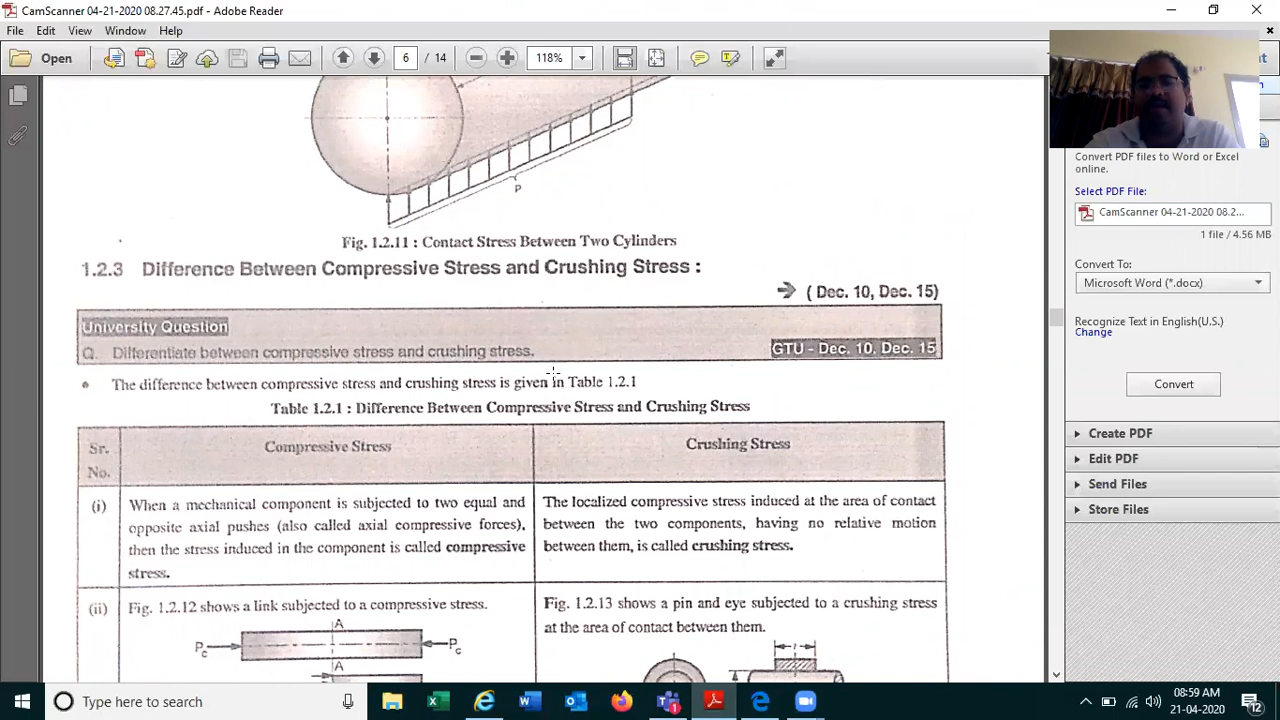 CamScanner 04-21-2020 08.27.45.pdf - Adobe Reader
File Edit View Window Help
Open 6 / 14 118%
P
Fig. 1.2.11 : Contact Stress Between Two Cylinders
1.2.3 Difference Between Compressive Stress and Crushing Stress :
( Dec. 10, Dec. 15)
University Question
Q. Differentiate between compressive stress and crushing stress.
GTU - Dec. 10, Dec. 15
The difference between compressive stress and crushing stress is given in Table 1.2.1
Table 1.2.1 : Difference Between Compressive Stress and Crushing Stress
Sr. No.
Compressive Stress
Crushing Stress
(i)
When a mechanical component is subjected to two equal and
opposite axial pushes (also called axial compressive forces),
then the stress induced in the component is called compressive
stress.
The localized compressive stress induced at the area of contact
between the two components, having no relative motion
between them, is called crushing stress.
(ii)
Fig. 1.2.12 shows a link subjected to a compressive stress.
A
Pc
Pc
A
Fig. 1.2.13 shows a pin and eye subjected to a crushing stress
at the area of contact between them.
Convert PDF files to Word or Excel
online.
Select PDF File:
CamScanner 04-21-2020 08.2...
1 file / 4.56 MB
Convert To:
Microsoft Word (*.docx)
Recognize Text in English(U.S.)
Change
Convert
Create PDF
Edit PDF
Send Files
Store Files
Type here to search
08:59 AM
21-04-2020
12